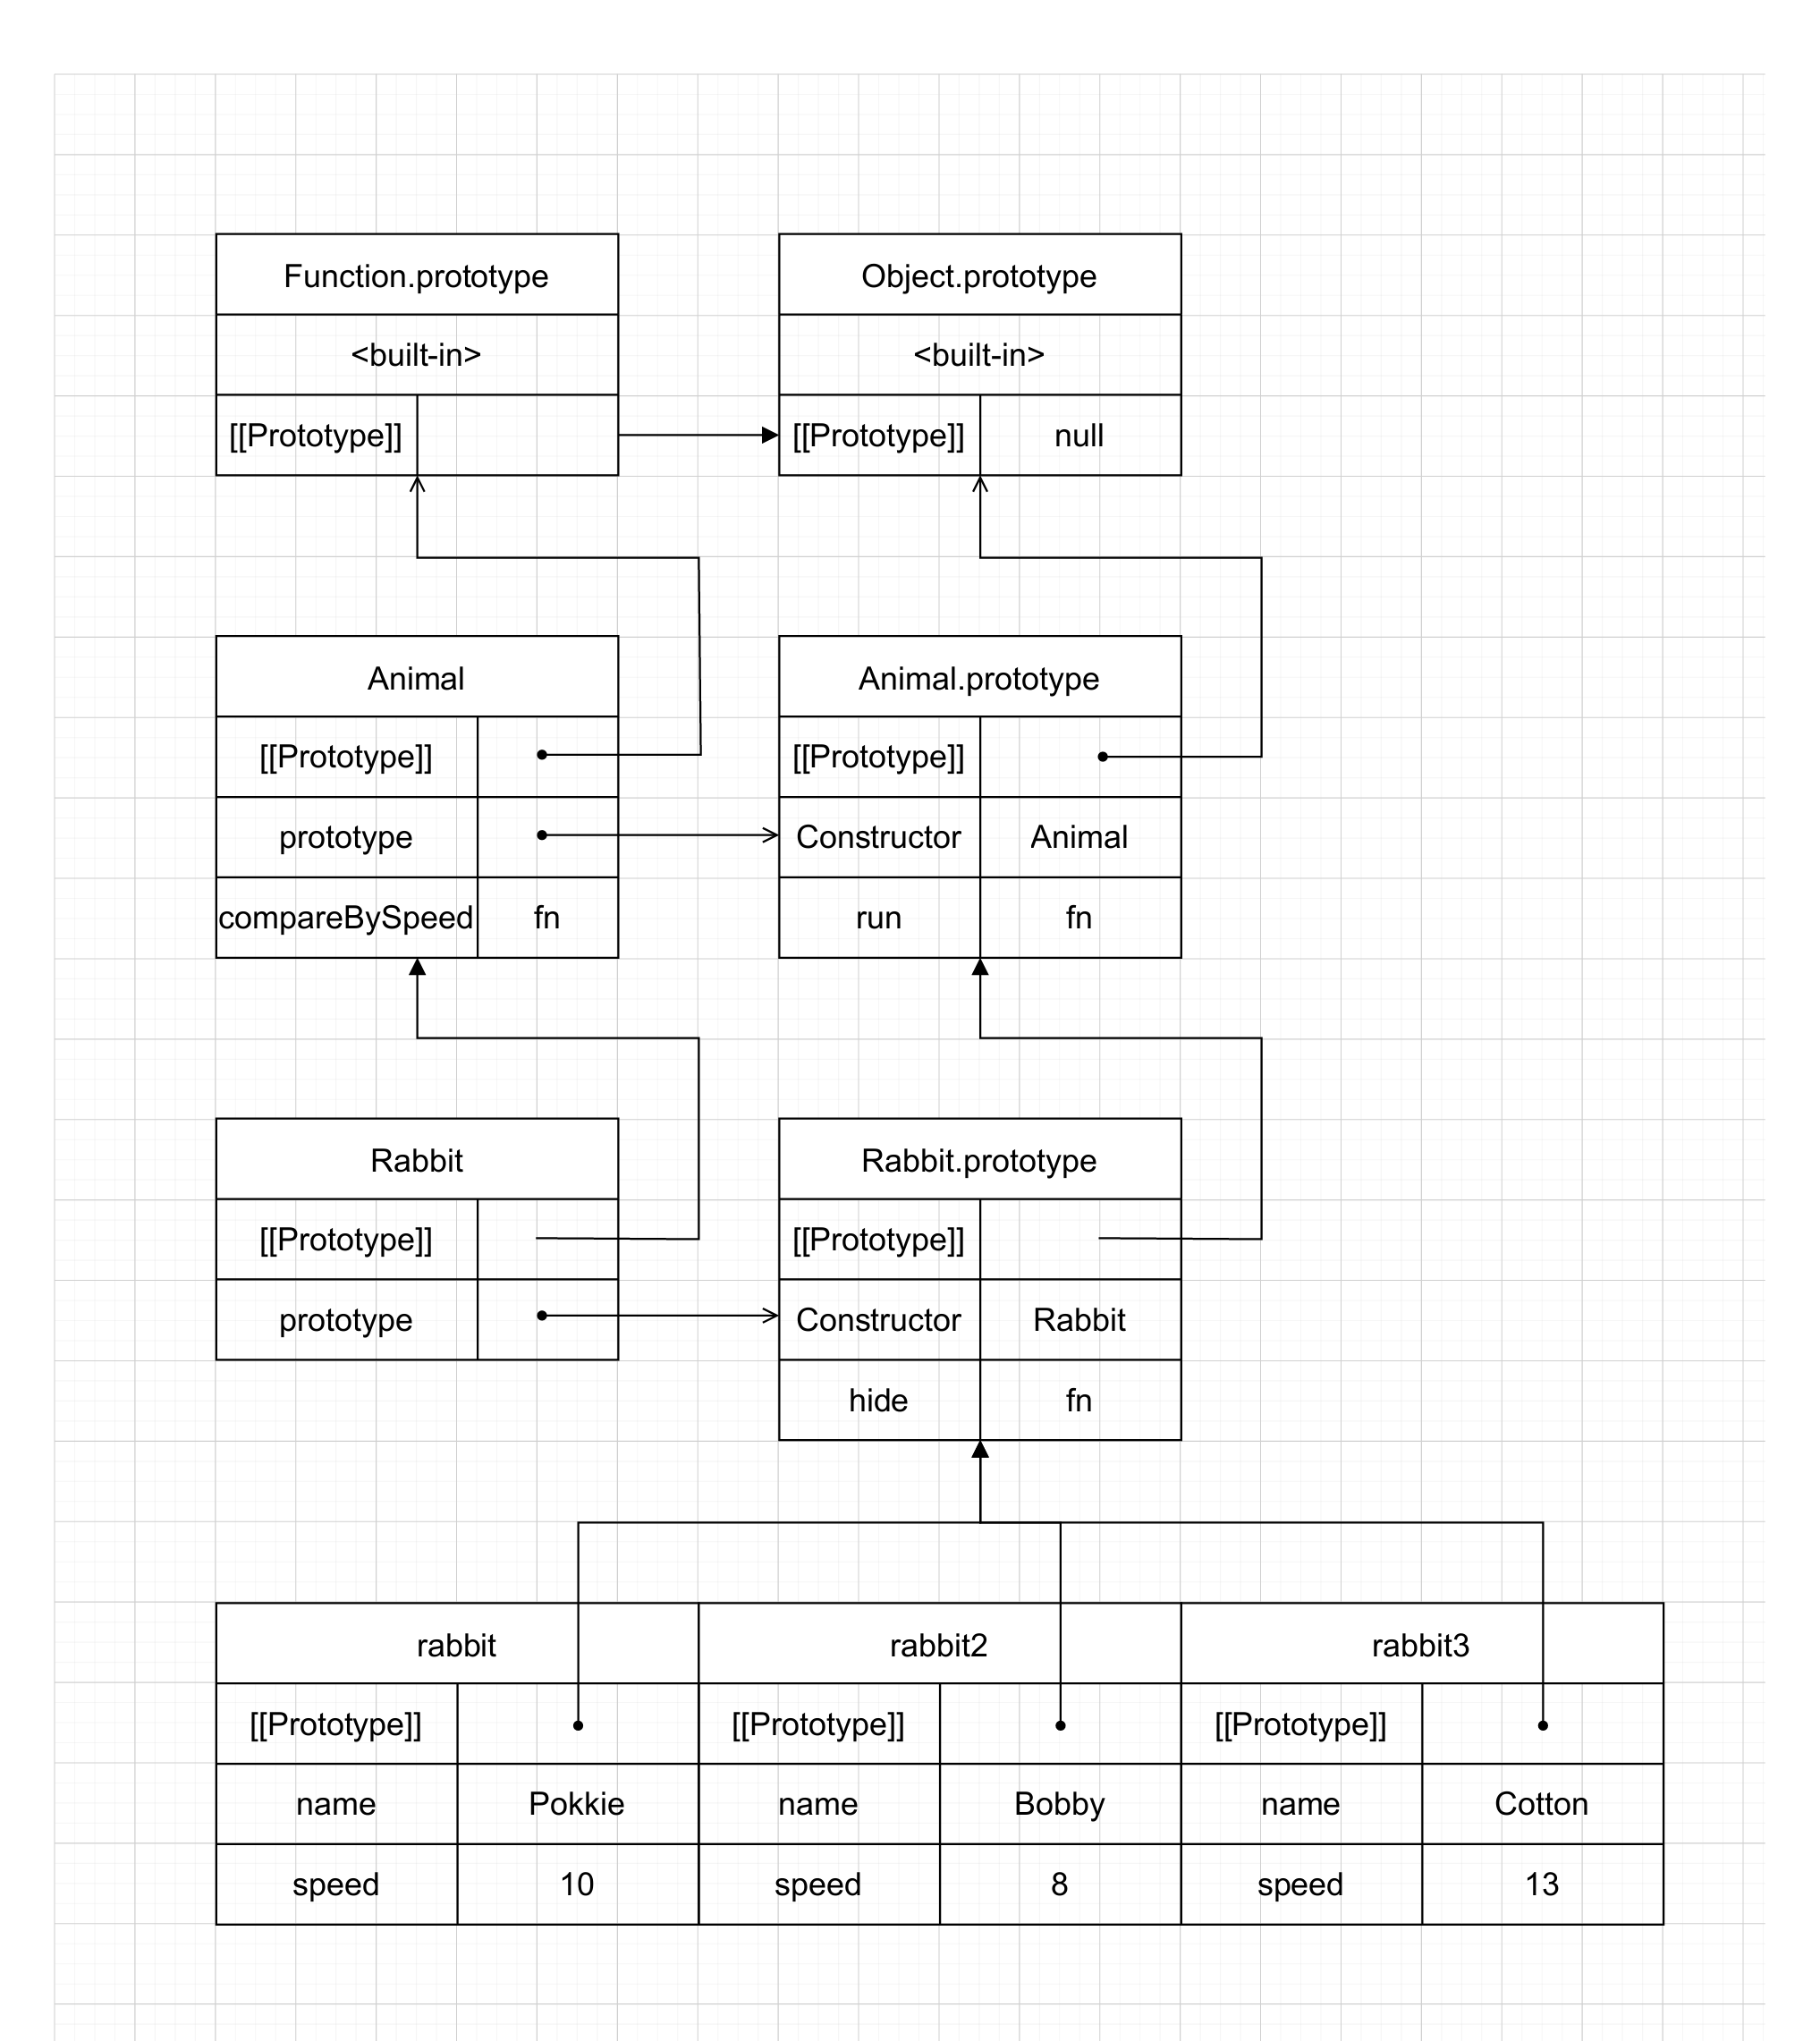 Function.prototype
Object.prototype
<built-in>
<built-in>
[[Prototype]]
[[Prototype]] null
Animal
Animal.prototype
[[Prototype]]
[[Prototype]]
prototype
Constructor Animal
compareBySpeed fn
run fn
Rabbit
Rabbit.prototype
[[Prototype]]
[[Prototype]]
prototype
Constructor Rabbit
hide fn
rabbit rabbit2 rabbit3
[[Prototype]] [[Prototype]] [[Prototype]]
name Pokkie name Bobby name Cotton
speed 10 speed 8 speed 13